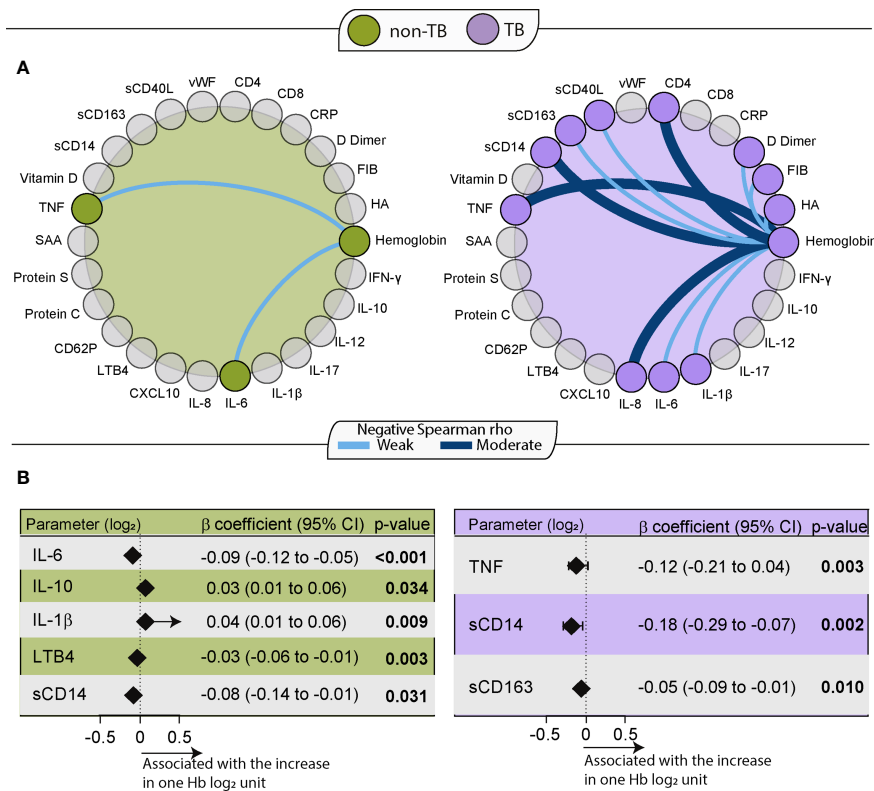 non-TB
TB
A
vWF
CD4
sCD40L
CD8
sCD163
CRP
sCD14
D Dimer
Vitamin D
FIB
TNF
HA
SAA
Hemoglobin
Protein S
IFN-γ
Protein C
IL-10
CD62P
IL-12
LTB4
IL-17
CXCL10
IL-1β
IL-8
IL-6
vWF
CD4
sCD40L
CD8
sCD163
CRP
sCD14
D Dimer
Vitamin D
FIB
TNF
HA
SAA
Hemoglobin
Protein S
IFN-γ
Protein C
IL-10
CD62P
IL-12
LTB4
IL-17
CXCL10
IL-1β
IL-8
IL-6
Negative Spearman rho
Weak
Moderate
B
Parameter (log₂) β coefficient (95% CI) p-value
IL-6 -0.09 (-0.12 to -0.05) <0.001
IL-10 0.03 (0.01 to 0.06) 0.034
IL-1β 0.04 (0.01 to 0.06) 0.009
LTB4 -0.03 (-0.06 to -0.01) 0.003
sCD14 -0.08 (-0.14 to -0.01) 0.031
-0.5 0 0.5
Associated with the increase
in one Hb log₂ unit
Parameter (log₂) β coefficient (95% CI) p-value
TNF -0.12 (-0.21 to 0.04) 0.003
sCD14 -0.18 (-0.29 to -0.07) 0.002
sCD163 -0.05 (-0.09 to -0.01) 0.010
-0.5 0 0.5
Associated with the increase
in one Hb log₂ unit